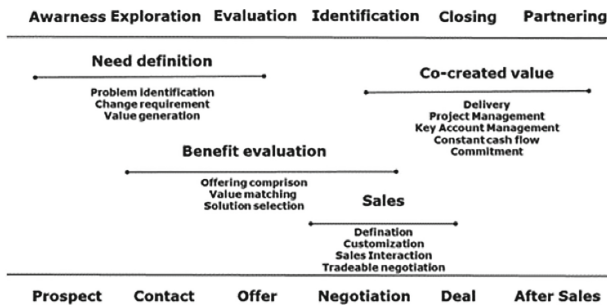 Awarness Exploration Evaluation Identification Closing Partnering
Need definition
Problem identification
Change requirement
Value generation
Co-created value
Delivery
Project Management
Key Account Management
Constant cash flow
Commitment
Benefit evaluation
Offering comprison
Value matching
Solution selection
Sales
Defination
Customization
Sales Interaction
Tradeable negotiation
Prospect Contact Offer Negotiation Deal After Sales